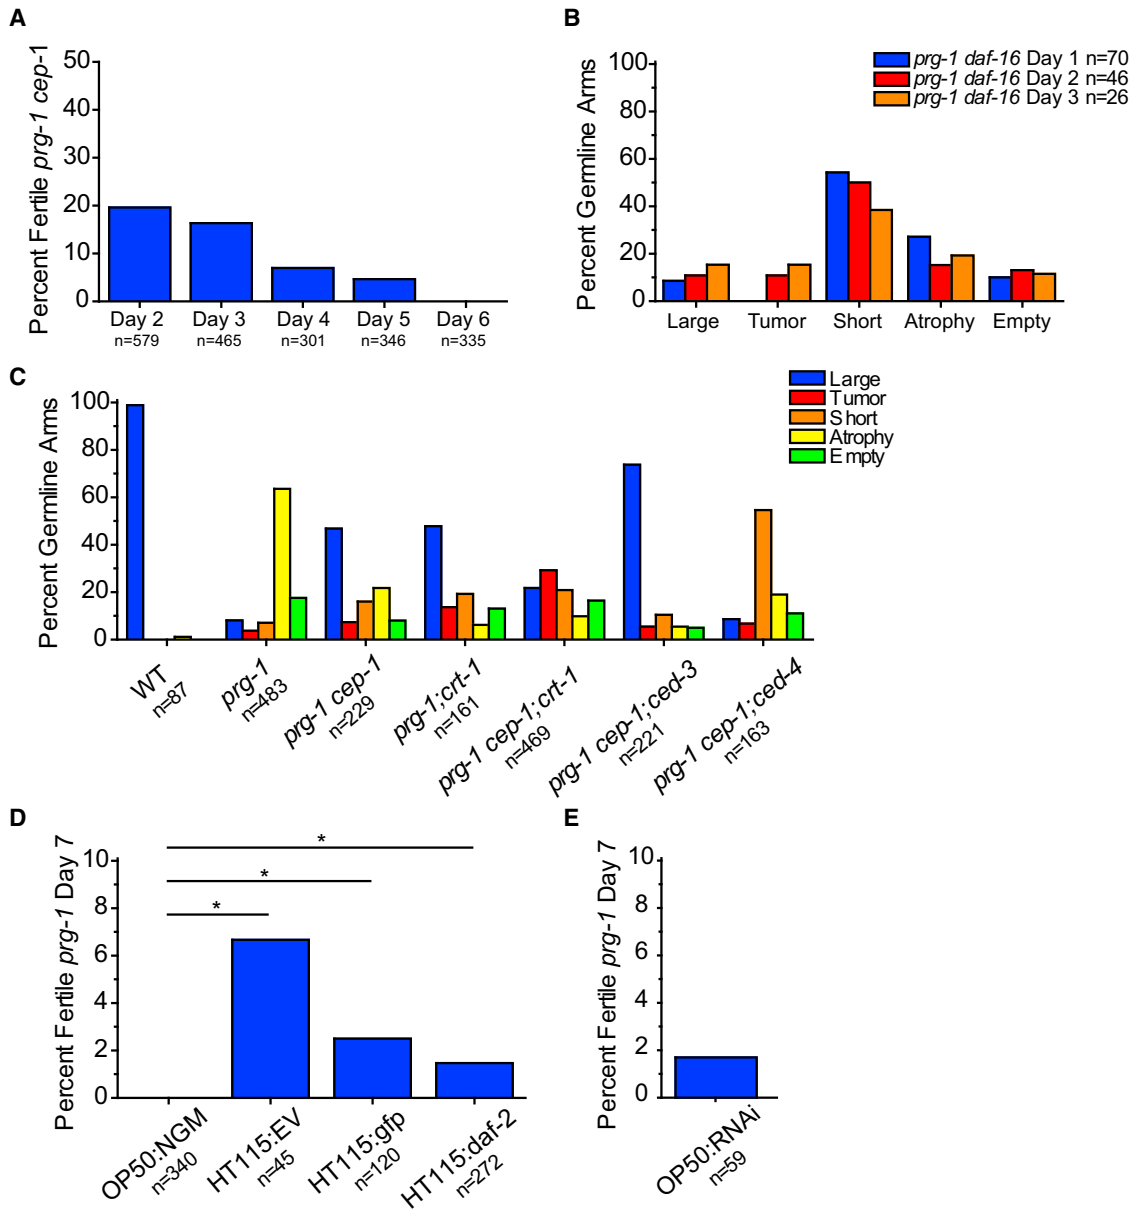 A
Percent Fertile prg-1 cep-1
50
40
30
20
10
0
Day 2 Day 3 Day 4 Day 5 Day 6
n=579 n=465 n=301 n=346 n=335
B
Percent Germline Arms
100
80
60
40
20
0
prg-1 daf-16 Day 1 n=70
prg-1 daf-16 Day 2 n=46
prg-1 daf-16 Day 3 n=26
Large Tumor Short Atrophy Empty
C
Percent Germline Arms
100
80
60
40
20
0
Large
Tumor
Short
Atrophy
Empty
WT
n=87
prg-1
n=483
prg-1 cep-1
n=229
prg-1;crt-1
n=161
prg-1 cep-1;crt-1
n=469
prg-1 cep-1;ced-3
n=221
prg-1 cep-1;ced-4
n=163
D
Percent Fertile prg-1 Day 7
10
8
6
4
2
0
*
*
*
OP50:NGM
n=340
HT115:EV
n=45
HT115:gfp
n=120
HT115:daf-2
n=272
E
Percent Fertile prg-1 Day 7
10
8
6
4
2
0
OP50:RNAi
n=59